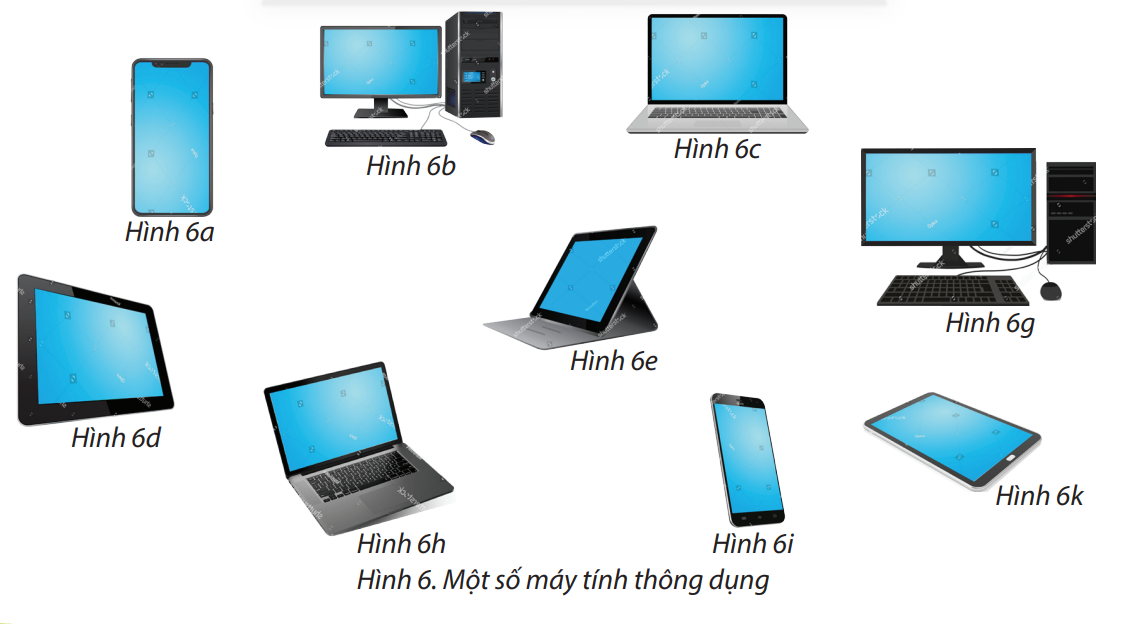 Hình 6b
Hình 6c
Hình 6a
Hình 6g
Hình 6e
Hình 6d
Hình 6k
Hình 6h
Hình 6i
Hình 6. Một số máy tính thông dụng